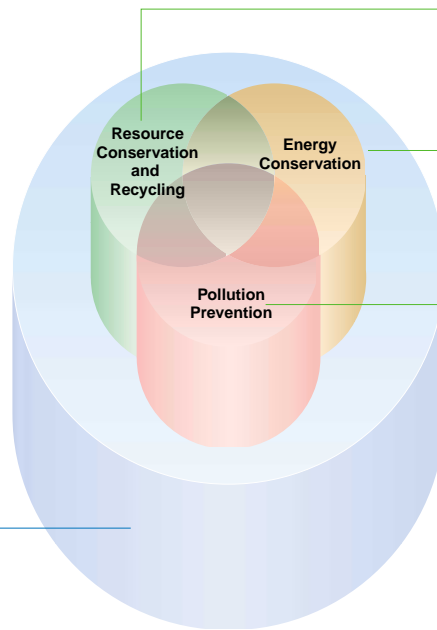 Resource
Conservation
and
Recycling
Energy
Conservation
Pollution
Prevention